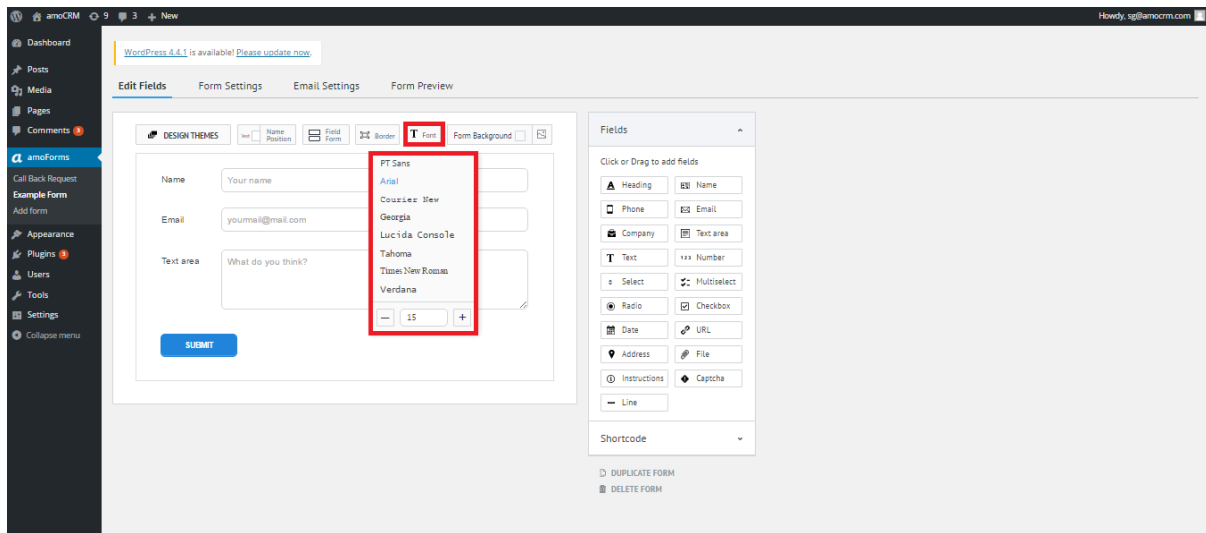 amoCRM 9 3 + New
Howdy, sg@amocrm.com
Dashboard
Posts
Media
Pages
Comments 3
amoForms
Call Back Request
Example Form
Add form
Appearance
Plugins 3
Users
Tools
Settings
Collapse menu
WordPress 4.4.1 is available! Please update now.
Edit Fields Form Settings Email Settings Form Preview
DESIGN THEMES Text Name Position Field Form Border T Font Form Background
PT Sans
Arial
Courier New
Georgia
Lucida Console
Tahoma
Times New Roman
Verdana
— 15 +
Name Your name
Email yourmail@mail.com
Text area What do you think?
SUBMIT
Fields
Click or Drag to add fields
A Heading Name
Phone Email
Company Text area
T Text 123 Number
Select Multiselect
Radio Checkbox
Date URL
Address File
Instructions Captcha
Line
Shortcode
DUPLICATE FORM
DELETE FORM